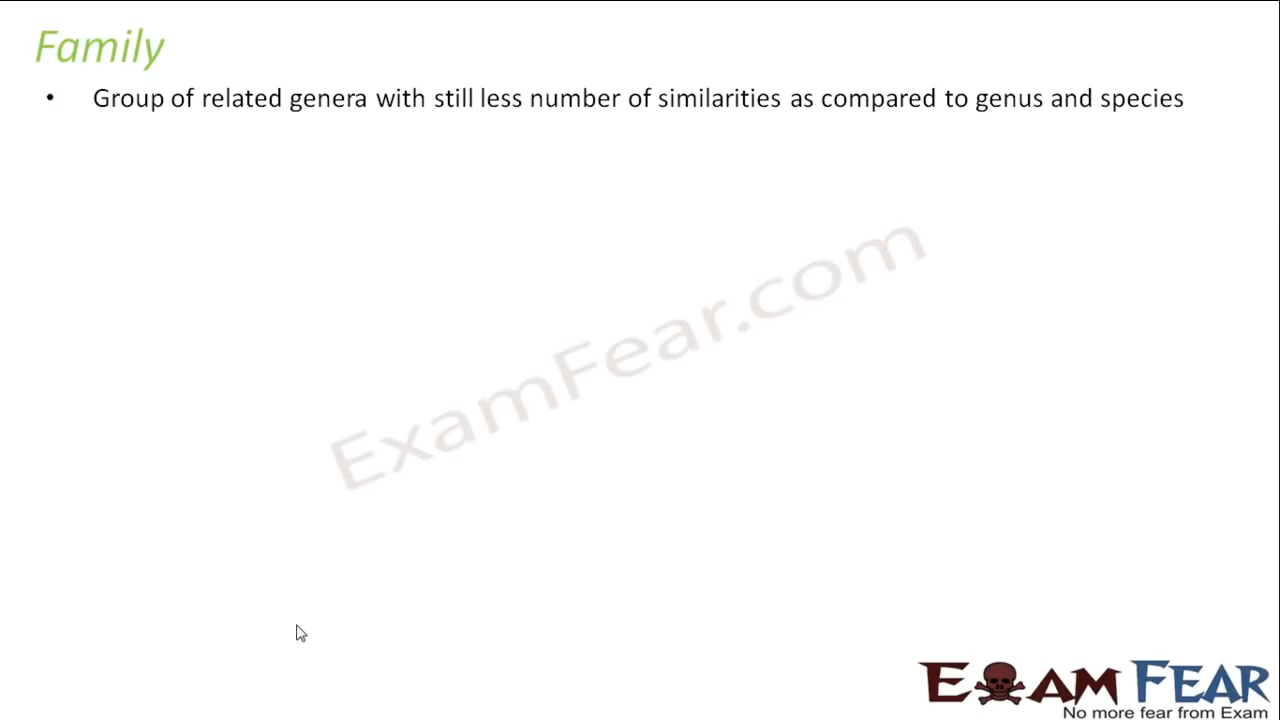 Family
• Group of related genera with still less number of similarities as compared to genus and species
ExamFear.com
EXAM FEAR
No more fear from Exam